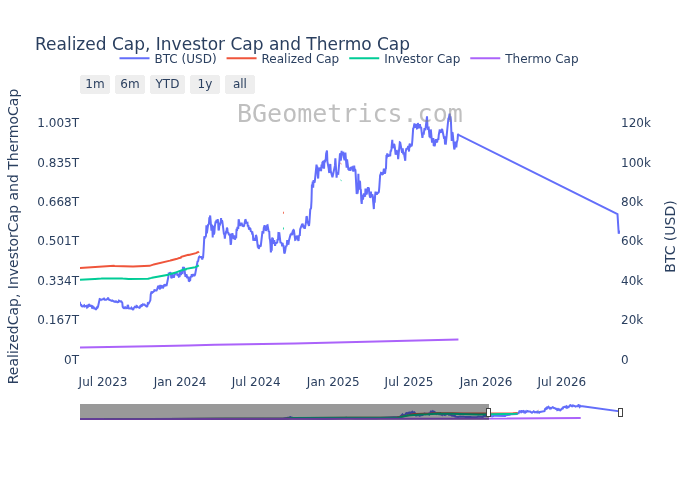 Realized Cap, Investor Cap and Thermo Cap
BTC (USD) Realized Cap Investor Cap Thermo Cap
1m 6m YTD 1y all
BGeometrics.com
RealizedCap, InvestorCap and ThermoCap
1.003T
0.835T
0.668T
0.501T
0.334T
0.167T
0T
120k
100k
80k
60k
40k
20k
0
BTC (USD)
Jul 2023 Jan 2024 Jul 2024 Jan 2025 Jul 2025 Jan 2026 Jul 2026